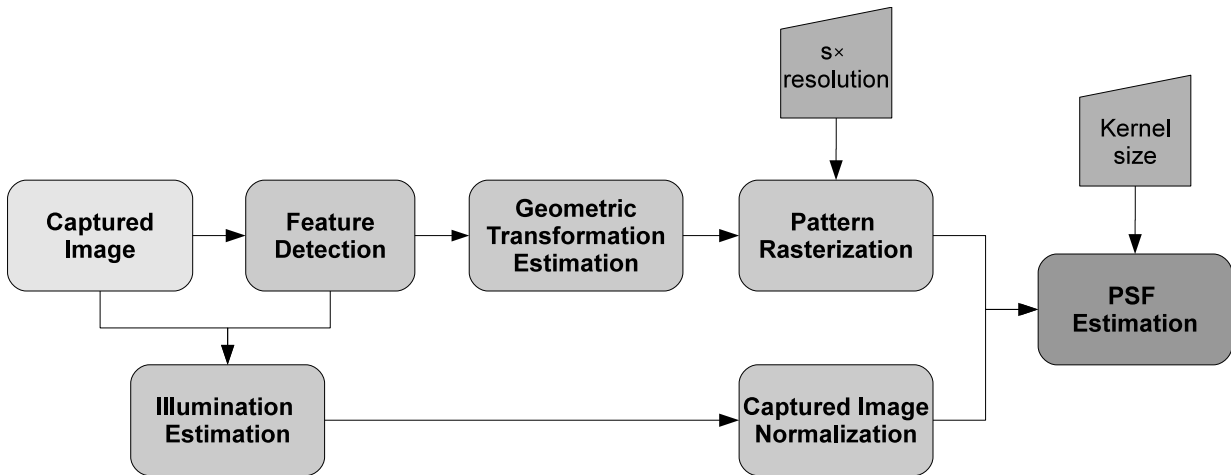 s×
resolution
Kernel
size
Captured
Image
Feature
Detection
Geometric
Transformation
Estimation
Pattern
Rasterization
PSF
Estimation
Illumination
Estimation
Captured Image
Normalization